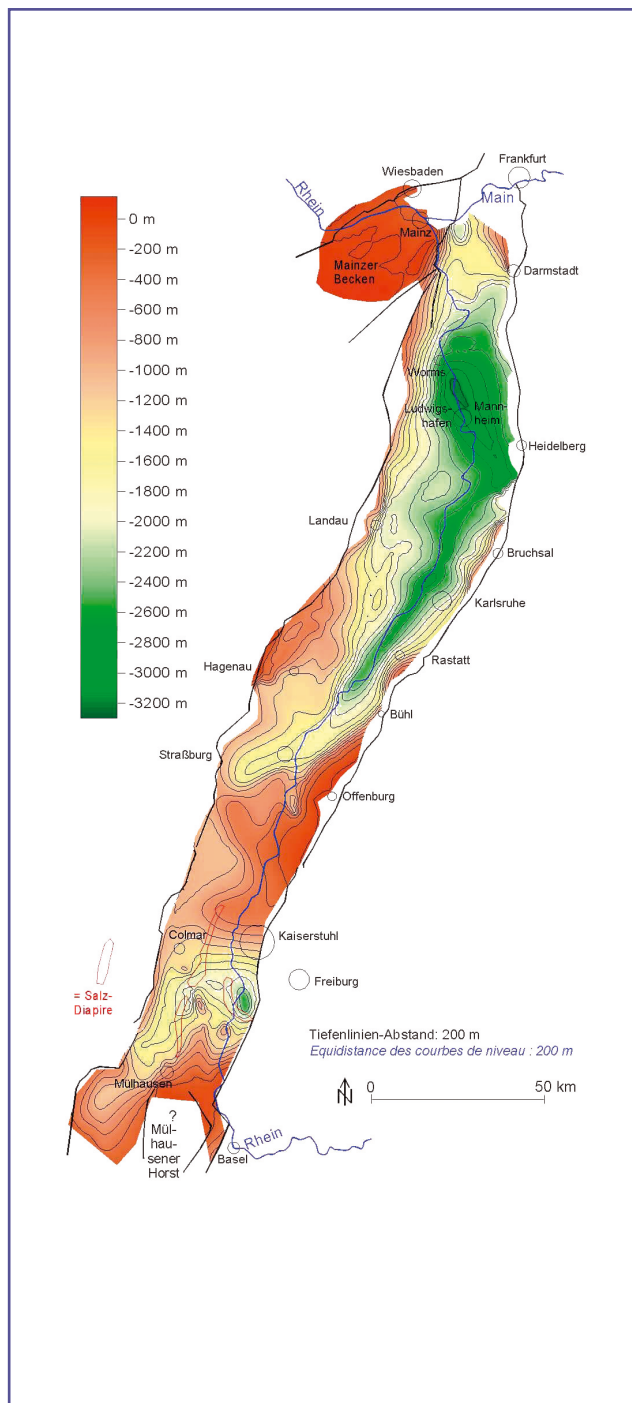 Frankfurt
Wiesbaden
Rhein
Main
Mainz
Mainzer
Becken
Darmstadt
0 m
-200 m
-400 m
-600 m
-800 m
-1000 m
-1200 m
-1400 m
-1600 m
-1800 m
-2000 m
-2200 m
-2400 m
-2600 m
-2800 m
-3000 m
-3200 m
Worms
Ludwigs-
hafen
Mann-
heim
Heidelberg
Landau
Bruchsal
Karlsruhe
Hagenau
Rastatt
Bühl
Straßburg
Offenburg
Colmar
Kaiserstuhl
Freiburg
= Salz-
Diapire
Tiefenlinien-Abstand: 200 m
Equidistance des courbes de niveau : 200 m
N
0
50 km
Mülhausen
?
Mül-
hau-
sener
Horst
Rhein
Basel